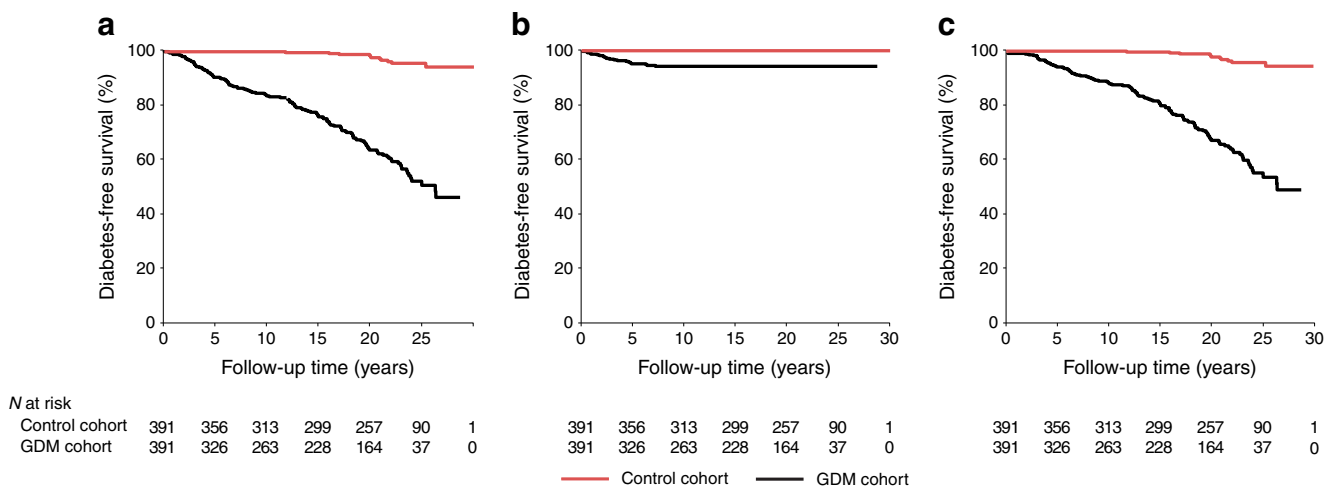 a
b
c
Diabetes-free survival (%)
100
80
60
40
20
0
0 5 10 15 20 25
Follow-up time (years)
Diabetes-free survival (%)
100
80
60
40
20
0
0 5 10 15 20 25 30
Follow-up time (years)
Diabetes-free survival (%)
100
80
60
40
20
0
0 5 10 15 20 25 30
Follow-up time (years)
N at risk
Control cohort 391 356 313 299 257 90 1 391 356 313 299 257 90 1 391 356 313 299 257 90 1
GDM cohort 391 326 263 228 164 37 0 391 326 263 228 164 37 0 391 326 263 228 164 37 0
Control cohort GDM cohort